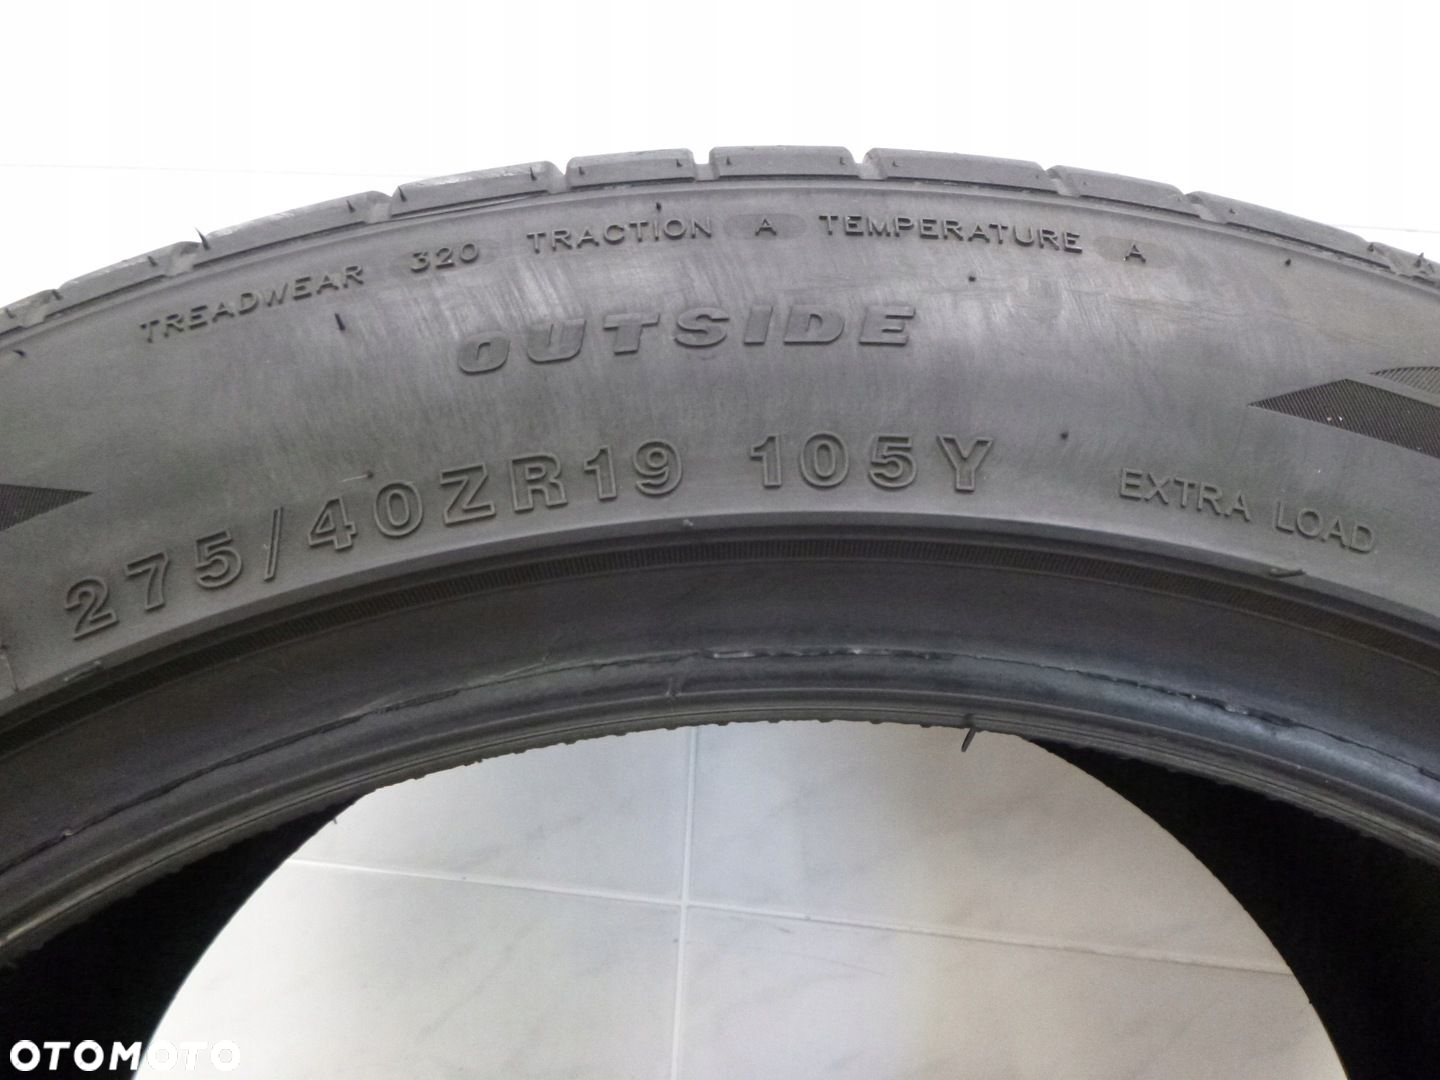 TREADWEAR 320 TRACTION A TEMPERATURE A
OUTSIDE
275/40ZR19 105Y
EXTRA LOAD
OTOMOTO